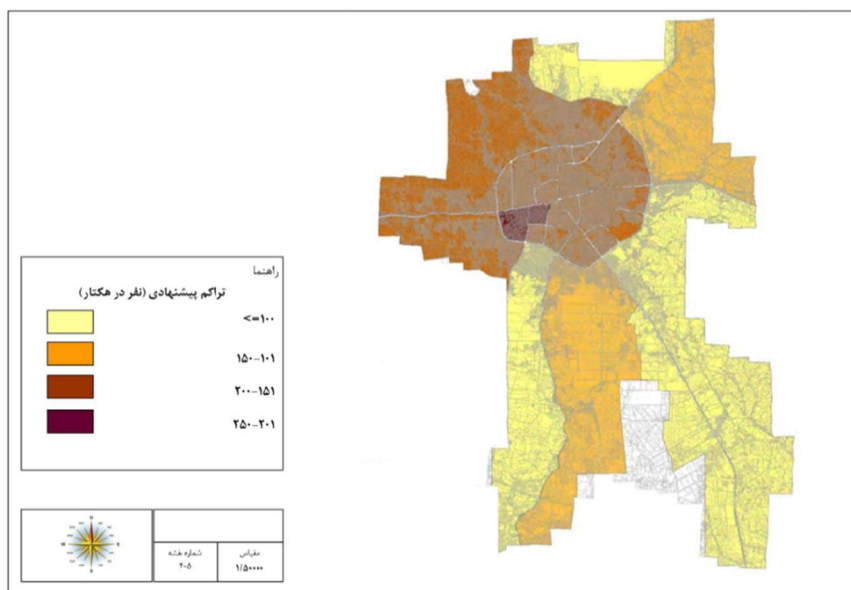 راهنما
تراکم پیشنهادی (نفر در هکتار)
<=۱۰۰
۱۵۰-۱۰۱
۲۰۰-۱۵۱
۲۵۰-۲۰۱
مقیاس
۱/۵۰۰۰۰
شماره نقشه
۴-۵
N
W
E
S